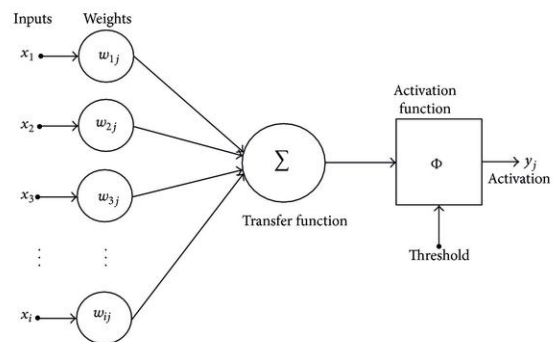 Inputs Weights
x1 w1j
x2 w2j
x3 w3j
⋮ ⋮
xi wij
Σ
Transfer function
Activation
function
Φ
yj
Activation
Threshold